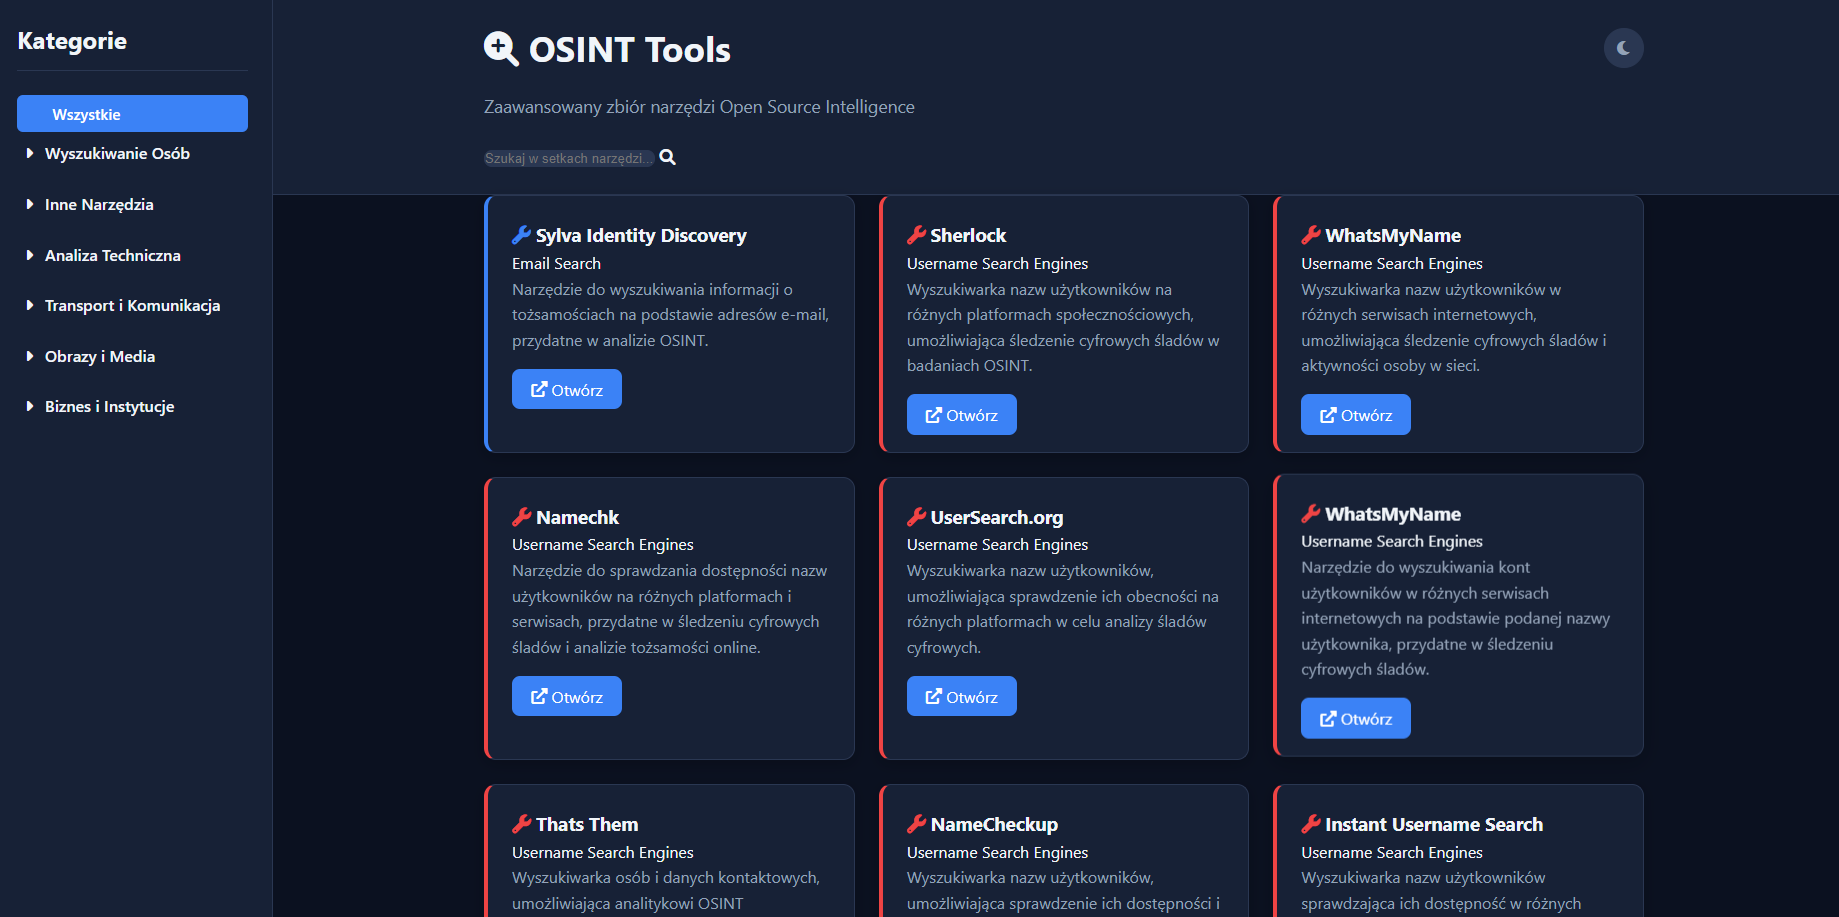 Kategorie
Wszystkie
Wyszukiwanie Osób
Inne Narzędzia
Analiza Techniczna
Transport i Komunikacja
Obrazy i Media
Biznes i Instytucje
OSINT Tools
Zaawansowany zbiór narzędzi Open Source Intelligence
Szukaj w setkach narzędzi...
Sylva Identity Discovery
Email Search
Narzędzie do wyszukiwania informacji o
tożsamościach na podstawie adresów e-mail,
przydatne w analizie OSINT.
Otwórz
Sherlock
Username Search Engines
Wyszukiwarka nazw użytkowników na
różnych platformach społecznościowych,
umożliwiająca śledzenie cyfrowych śladów w
badaniach OSINT.
Otwórz
WhatsMyName
Username Search Engines
Wyszukiwarka nazw użytkowników w
różnych serwisach internetowych,
umożliwiająca śledzenie cyfrowych śladów i
aktywności osoby w sieci.
Otwórz
Namechk
Username Search Engines
Narzędzie do sprawdzania dostępności nazw
użytkowników na różnych platformach i
serwisach, przydatne w śledzeniu cyfrowych
śladów i analizie tożsamości online.
Otwórz
UserSearch.org
Username Search Engines
Wyszukiwarka nazw użytkowników,
umożliwiająca sprawdzenie ich obecności na
różnych platformach w celu analizy śladów
cyfrowych.
Otwórz
WhatsMyName
Username Search Engines
Narzędzie do wyszukiwania kont
użytkowników w różnych serwisach
internetowych na podstawie podanej nazwy
użytkownika, przydatne w śledzeniu
cyfrowych śladów.
Otwórz
Thats Them
Username Search Engines
Wyszukiwarka osób i danych kontaktowych,
umożliwiająca analitykowi OSINT
NameCheckup
Username Search Engines
Wyszukiwarka nazw użytkowników,
umożliwiająca sprawdzenie ich dostępności i
Instant Username Search
Username Search Engines
Wyszukiwarka nazw użytkowników
sprawdzająca ich dostępność w różnych